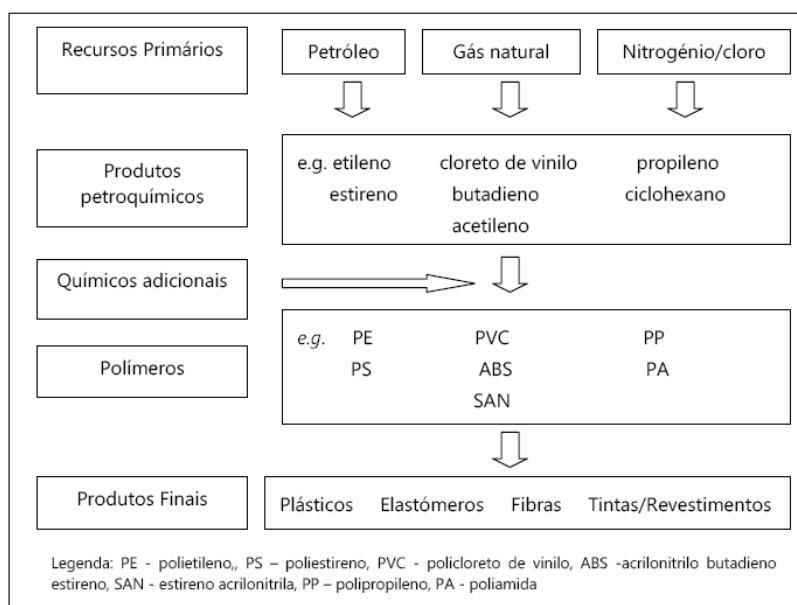 Recursos Primários
Petróleo
Gás natural
Nitrogénio/cloro
Produtos
petroquímicos
e.g. etileno cloreto de vinilo propileno
estireno butadieno ciclohexano
acetileno
Químicos adicionais
Polímeros
e.g. PE PVC PP
PS ABS PA
SAN
Produtos Finais
Plásticos Elastómeros Fibras Tintas/Revestimentos
Legenda: PE - polietileno,, PS – poliestireno, PVC - policloreto de vinilo, ABS -acrilonitrilo butadieno
estireno, SAN - estireno acrilonitrila, PP – polipropileno, PA - poliamida